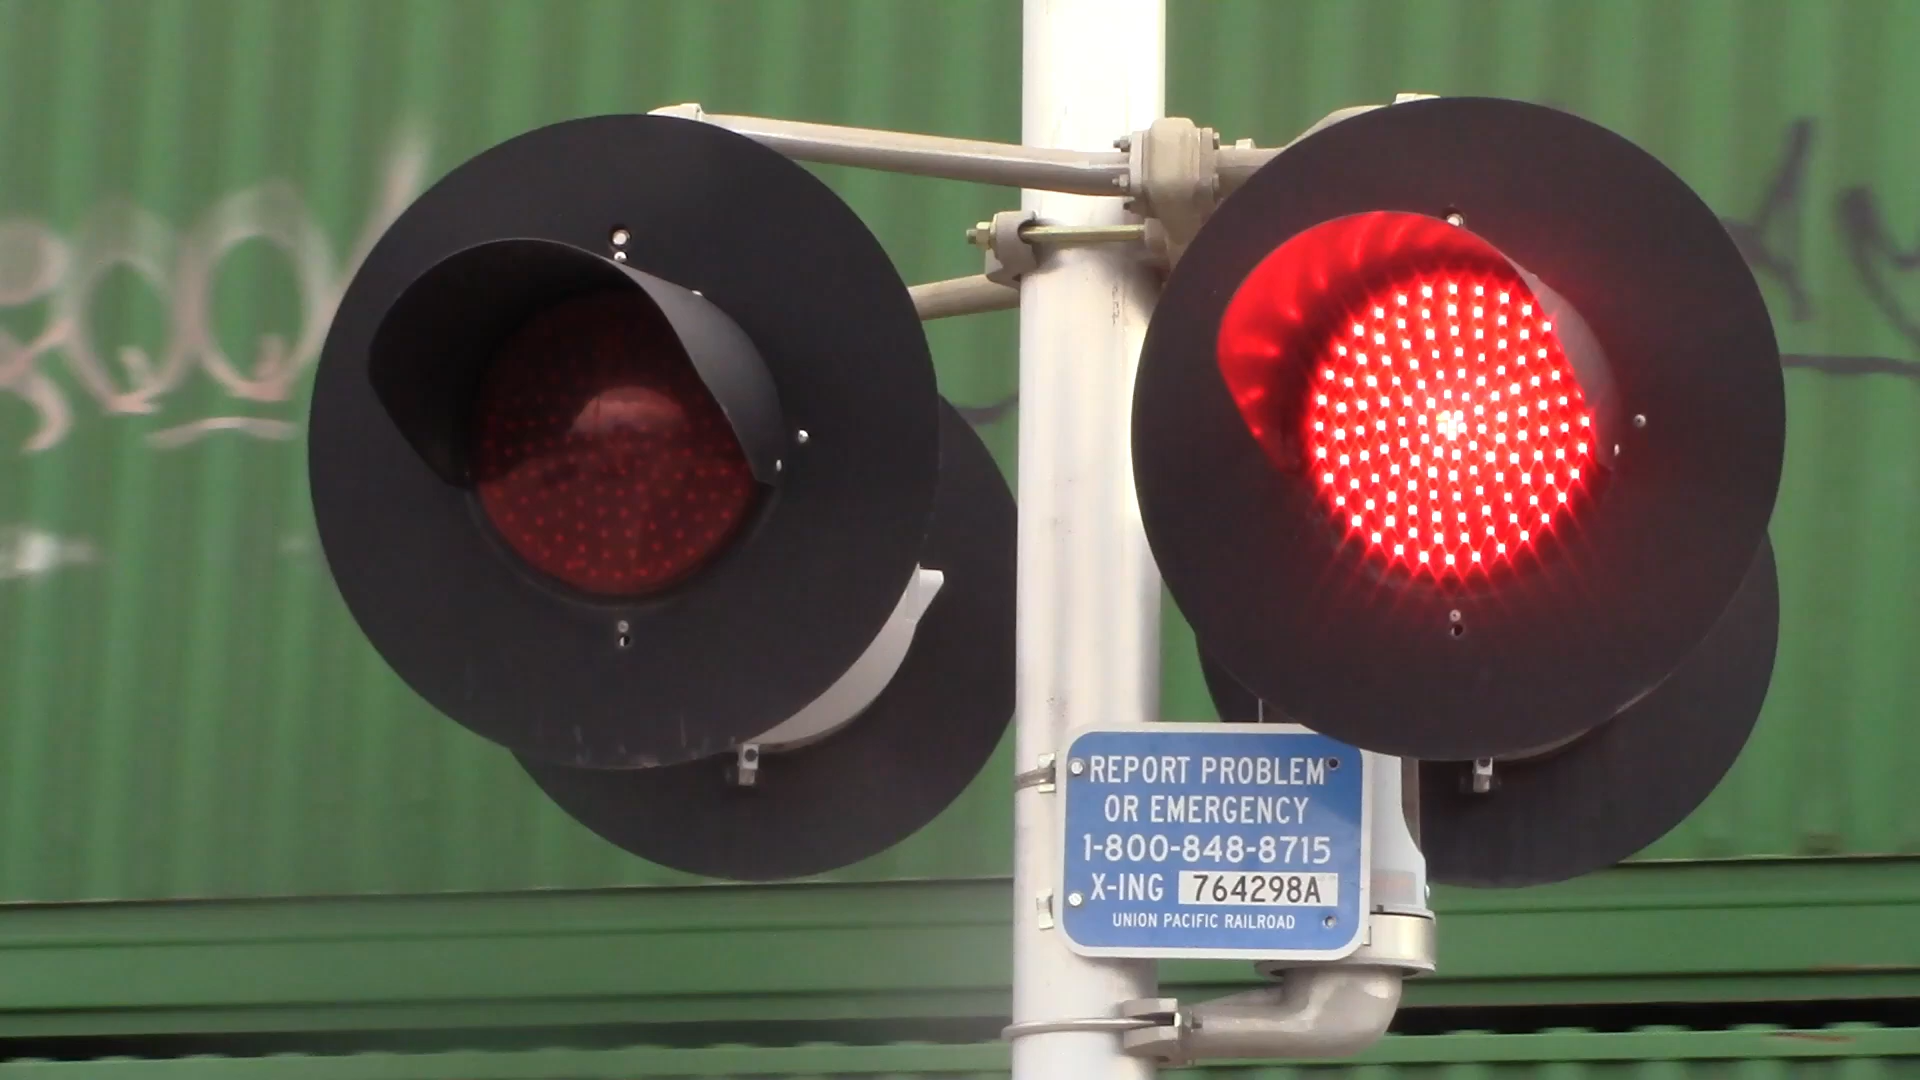 REPORT PROBLEM
OR EMERGENCY
1-800-848-8715
X-ING 764298A
UNION PACIFIC RAILROAD